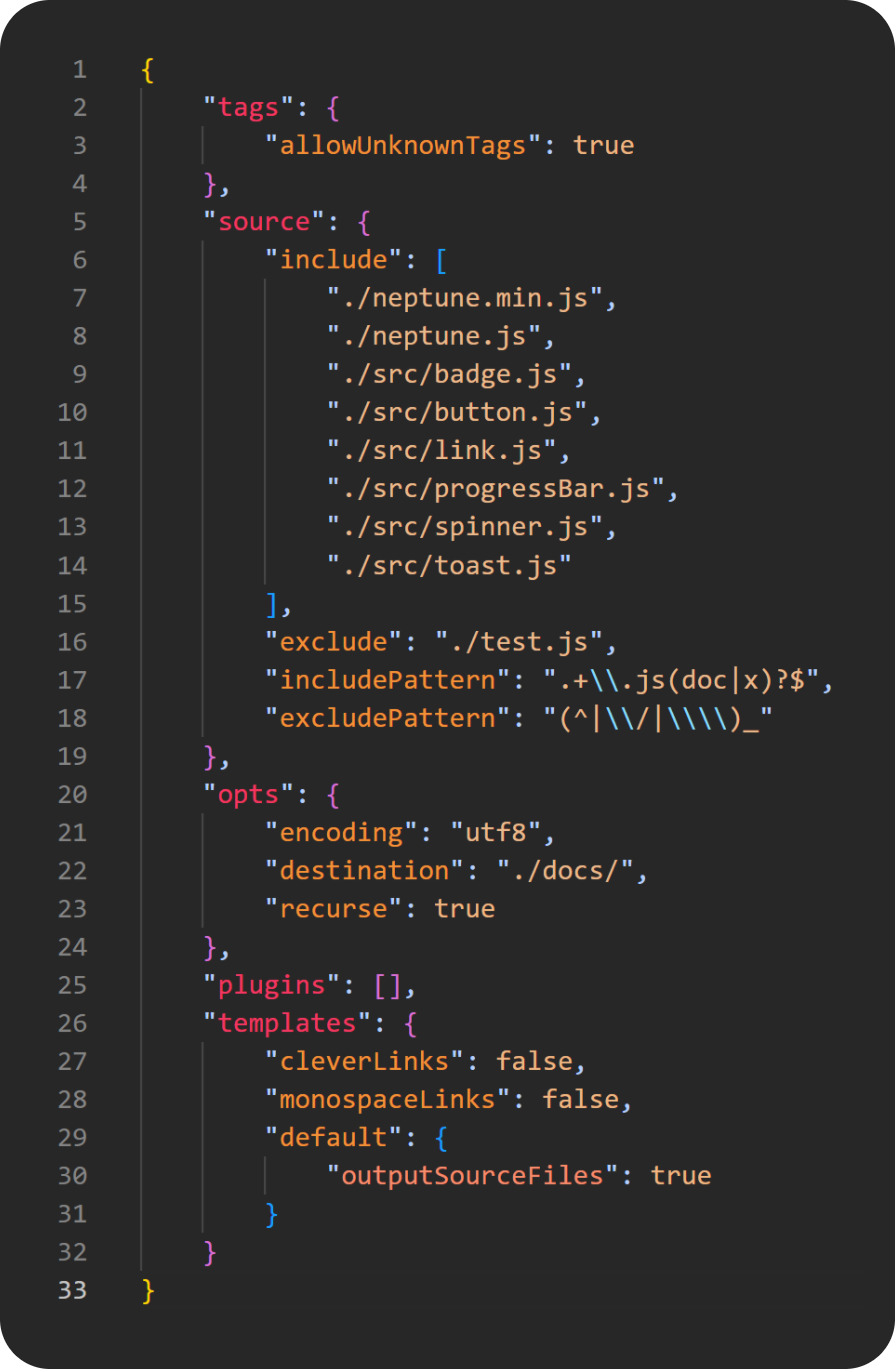 1 {
2     "tags": {
3         "allowUnknownTags": true
4     },
5     "source": {
6         "include": [
7             "./neptune.min.js",
8             "./neptune.js",
9             "./src/badge.js",
10             "./src/button.js",
11             "./src/link.js",
12             "./src/progressBar.js",
13             "./src/spinner.js",
14             "./src/toast.js"
15         ],
16         "exclude": "./test.js",
17         "includePattern": ".+\\.js(doc|x)?$",
18         "excludePattern": "(^|\\/|\\\\)_"
19     },
20     "opts": {
21         "encoding": "utf8",
22         "destination": "./docs/",
23         "recurse": true
24     },
25     "plugins": [],
26     "templates": {
27         "cleverLinks": false,
28         "monospaceLinks": false,
29         "default": {
30             "outputSourceFiles": true
31         }
32     }
33 }